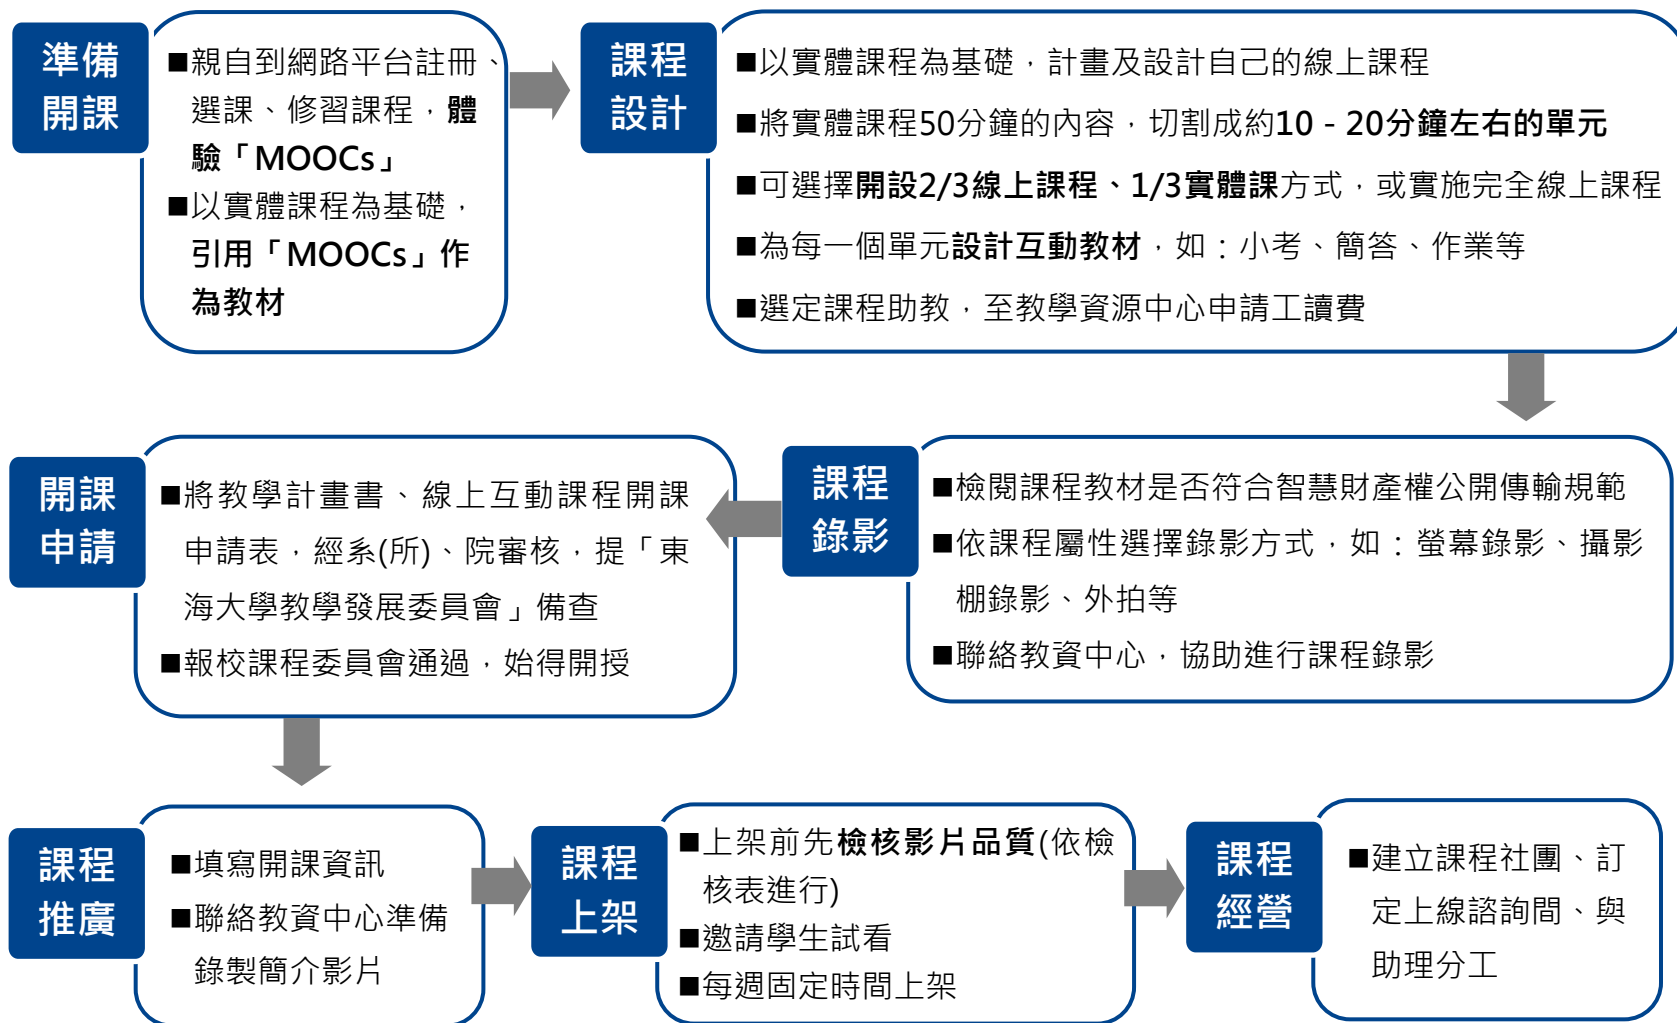 準備
開課
■親自到網路平台註冊、
選課、修習課程，體
驗「MOOCs」
■以實體課程為基礎，
引用「MOOCs」作
為教材
課程
設計
■以實體課程為基礎，計畫及設計自己的線上課程
■將實體課程50分鐘的內容，切割成約10 - 20分鐘左右的單元
■可選擇開設2/3線上課程、1/3實體課方式，或實施完全線上課程
■為每一個單元設計互動教材，如：小考、簡答、作業等
■選定課程助教，至教學資源中心申請工讀費
課程
錄影
■檢閱課程教材是否符合智慧財產權公開傳輸規範
■依課程屬性選擇錄影方式，如：螢幕錄影、攝影
棚錄影、外拍等
■聯絡教資中心，協助進行課程錄影
開課
申請
■將教學計畫書、線上互動課程開課
申請表，經系(所)、院審核，提「東
海大學教學發展委員會」備查
■報校課程委員會通過，始得開授
課程
推廣
■填寫開課資訊
■聯絡教資中心準備
錄製簡介影片
課程
上架
■上架前先檢核影片品質(依檢
核表進行)
■邀請學生試看
■每週固定時間上架
課程
經營
■建立課程社團、訂
定上線諮詢間、與
助理分工